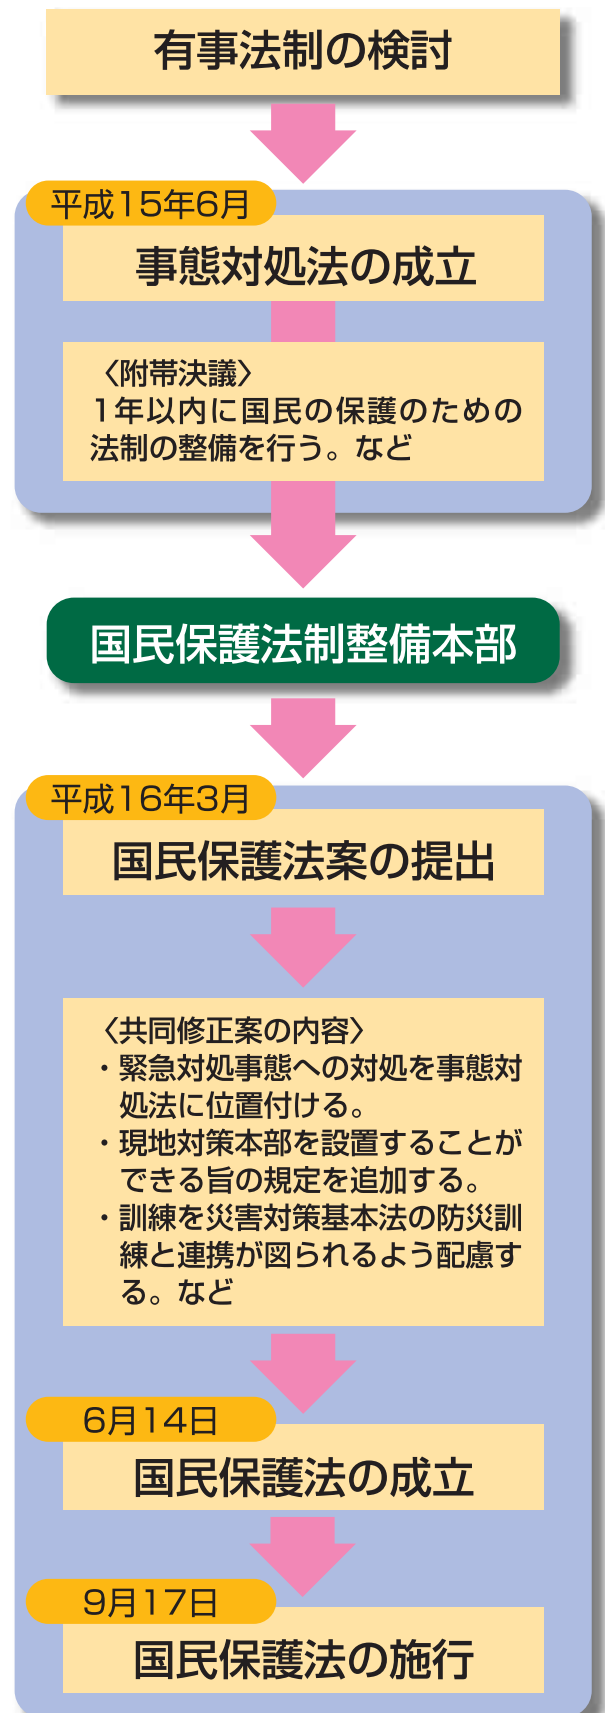 有事法制の検討
平成15年6月
事態対処法の成立
〈附帯決議〉
1年以内に国民の保護のための
法制の整備を行う。など
国民保護法制整備本部
平成16年3月
国民保護法案の提出
〈共同修正案の内容〉
・緊急対処事態への対処を事態対
処法に位置付ける。
・現地対策本部を設置することが
できる旨の規定を追加する。
・訓練を災害対策基本法の防災訓
練と連携が図られるよう配慮す
る。など
6月14日
国民保護法の成立
9月17日
国民保護法の施行